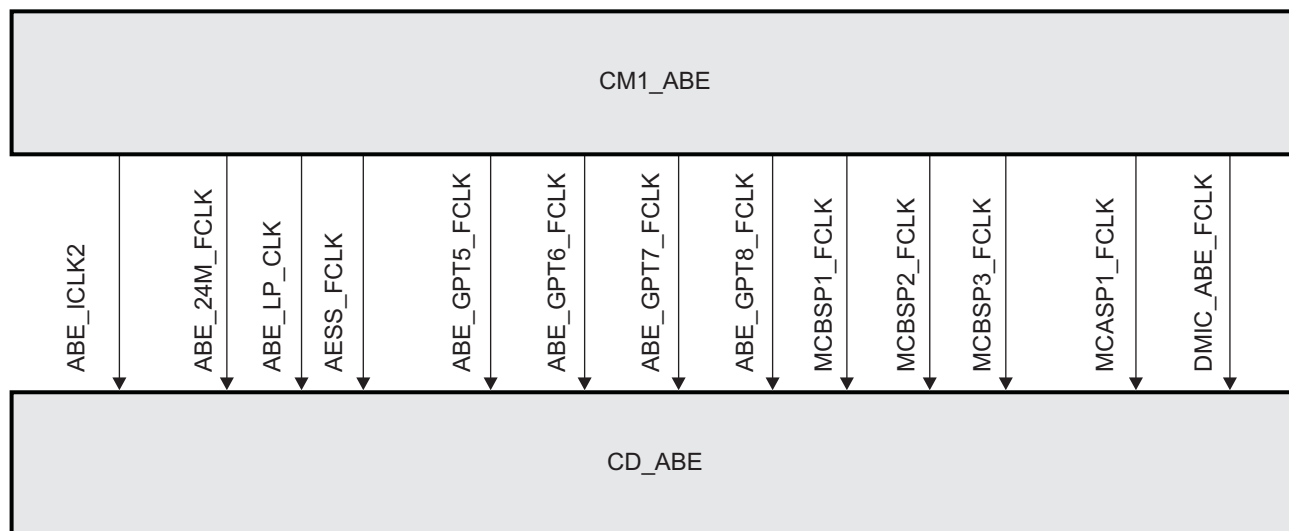 CM1_ABE
ABE_ICLK2
ABE_24M_FCLK
ABE_LP_CLK
AESS_FCLK
ABE_GPT5_FCLK
ABE_GPT6_FCLK
ABE_GPT7_FCLK
ABE_GPT8_FCLK
MCBSP1_FCLK
MCBSP2_FCLK
MCBSP3_FCLK
MCASP1_FCLK
DMIC_ABE_FCLK
CD_ABE